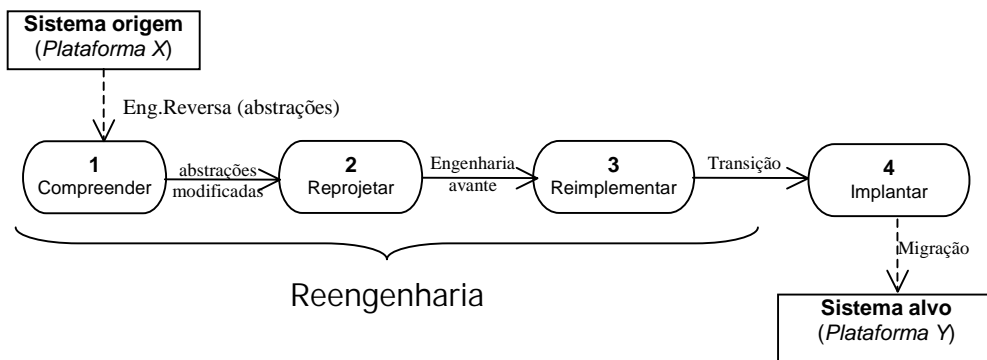 Sistema origem
(Plataforma X)
Eng.Reversa (abstrações)
1
Compreender
abstrações
modificadas
2
Reprojetar
Engenharia
avante
3
Reimplementar
Transição
4
Implantar
Migração
Reengenharia
Sistema alvo
(Plataforma Y)